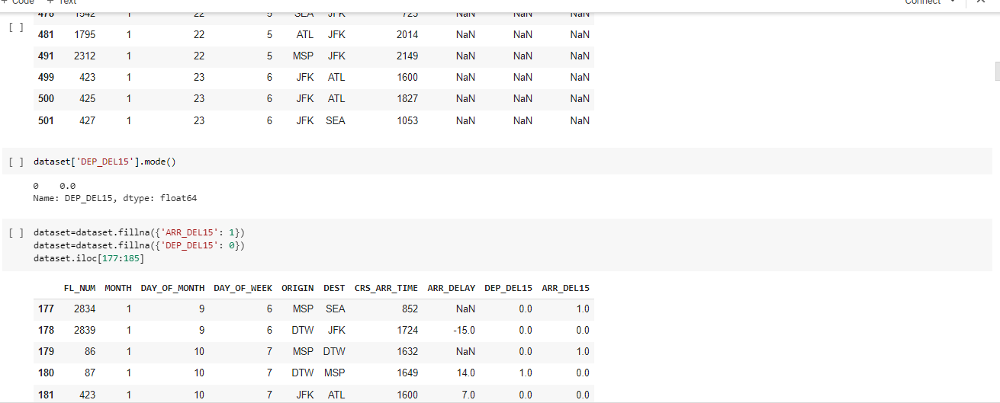 + Code + Text Connect
478 1542 1 22 5 SEA JFK 725 NaN NaN NaN
[ ] 481 1795 1 22 5 ATL JFK 2014 NaN NaN NaN
491 2312 1 22 5 MSP JFK 2149 NaN NaN NaN
499 423 1 23 6 JFK ATL 1600 NaN NaN NaN
500 425 1 23 6 JFK ATL 1827 NaN NaN NaN
501 427 1 23 6 JFK SEA 1053 NaN NaN NaN
[ ] dataset['DEP_DEL15'].mode()
0 0.0
Name: DEP_DEL15, dtype: float64
[ ] dataset=dataset.fillna({'ARR_DEL15': 1})
dataset=dataset.fillna({'DEP_DEL15': 0})
dataset.iloc[177:185]
FL_NUM MONTH DAY_OF_MONTH DAY_OF_WEEK ORIGIN DEST CRS_ARR_TIME ARR_DELAY DEP_DEL15 ARR_DEL15
177 2834 1 9 6 MSP SEA 852 NaN 0.0 1.0
178 2839 1 9 6 DTW JFK 1724 -15.0 0.0 0.0
179 86 1 10 7 MSP DTW 1632 NaN 0.0 1.0
180 87 1 10 7 DTW MSP 1649 14.0 1.0 0.0
181 423 1 10 7 JFK ATL 1600 7.0 0.0 0.0